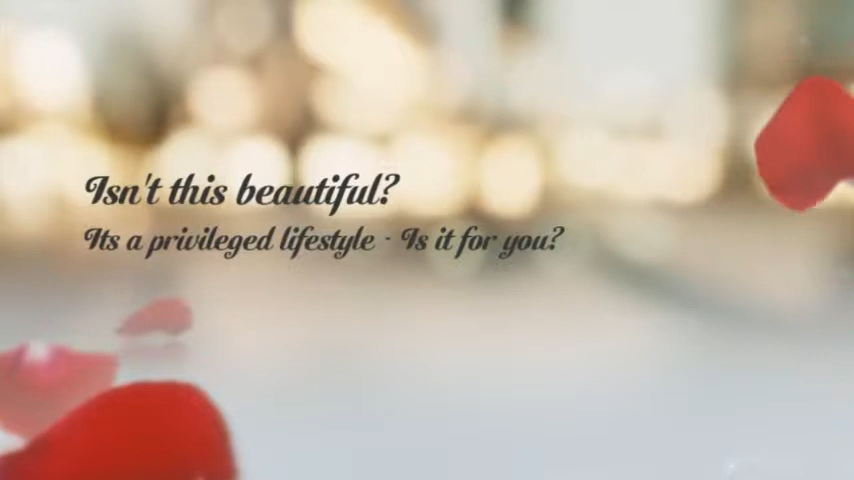 Isn't this beautiful?
Its a privileged lifestyle - Is it for you?